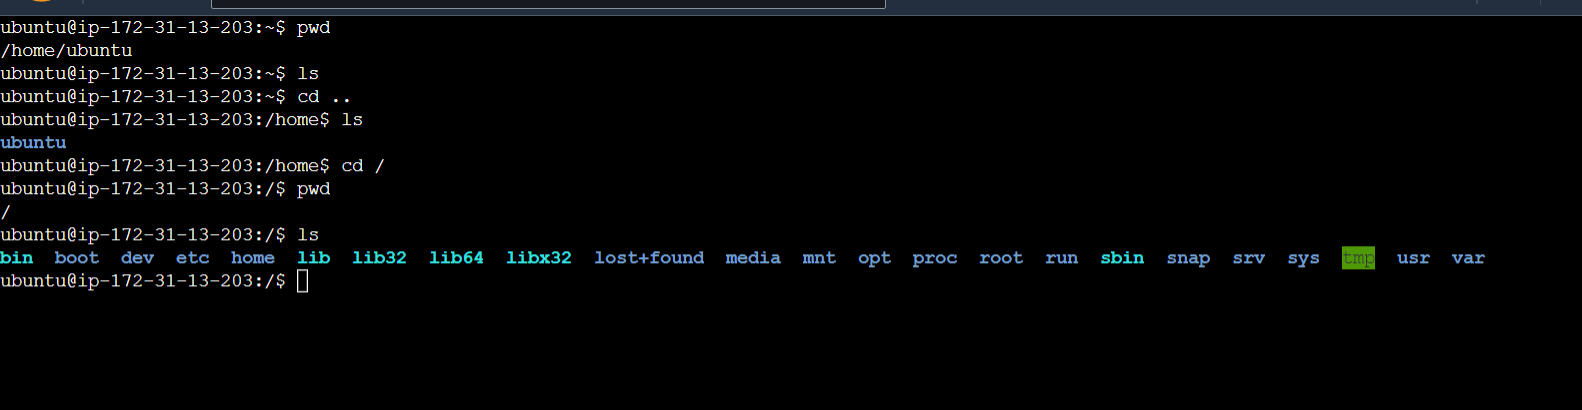 ubuntu@ip-172-31-13-203:~$ pwd
/home/ubuntu
ubuntu@ip-172-31-13-203:~$ ls
ubuntu@ip-172-31-13-203:~$ cd ..
ubuntu@ip-172-31-13-203:/home$ ls
ubuntu
ubuntu@ip-172-31-13-203:/home$ cd /
ubuntu@ip-172-31-13-203:/$ pwd
/
ubuntu@ip-172-31-13-203:/$ ls
bin  boot  dev  etc  home  lib  lib32  lib64  libx32  lost+found  media  mnt  opt  proc  root  run  sbin  snap  srv  sys  tmp  usr  var
ubuntu@ip-172-31-13-203:/$